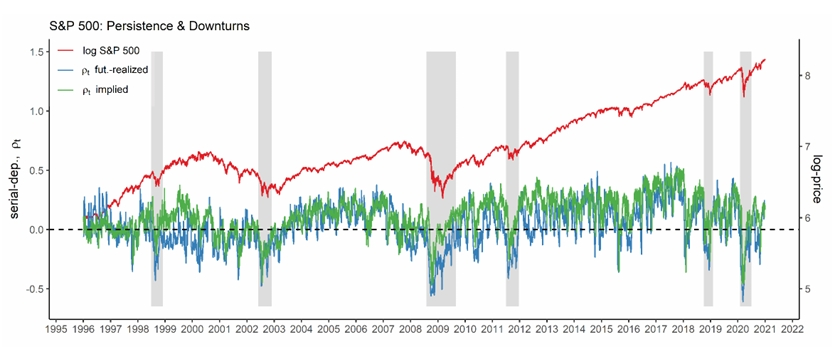 S&P 500: Persistence & Downturns
log S&P 500
ρt fut.-realized
ρt implied
serial-dep., ρt
1.5
1.0
0.5
0.0
-0.5
log-price
8
7
6
5
1995 1996 1997 1998 1999 2000 2001 2002 2003 2004 2005 2006 2007 2008 2009 2010 2011 2012 2013 2014 2015 2016 2017 2018 2019 2020 2021 2022